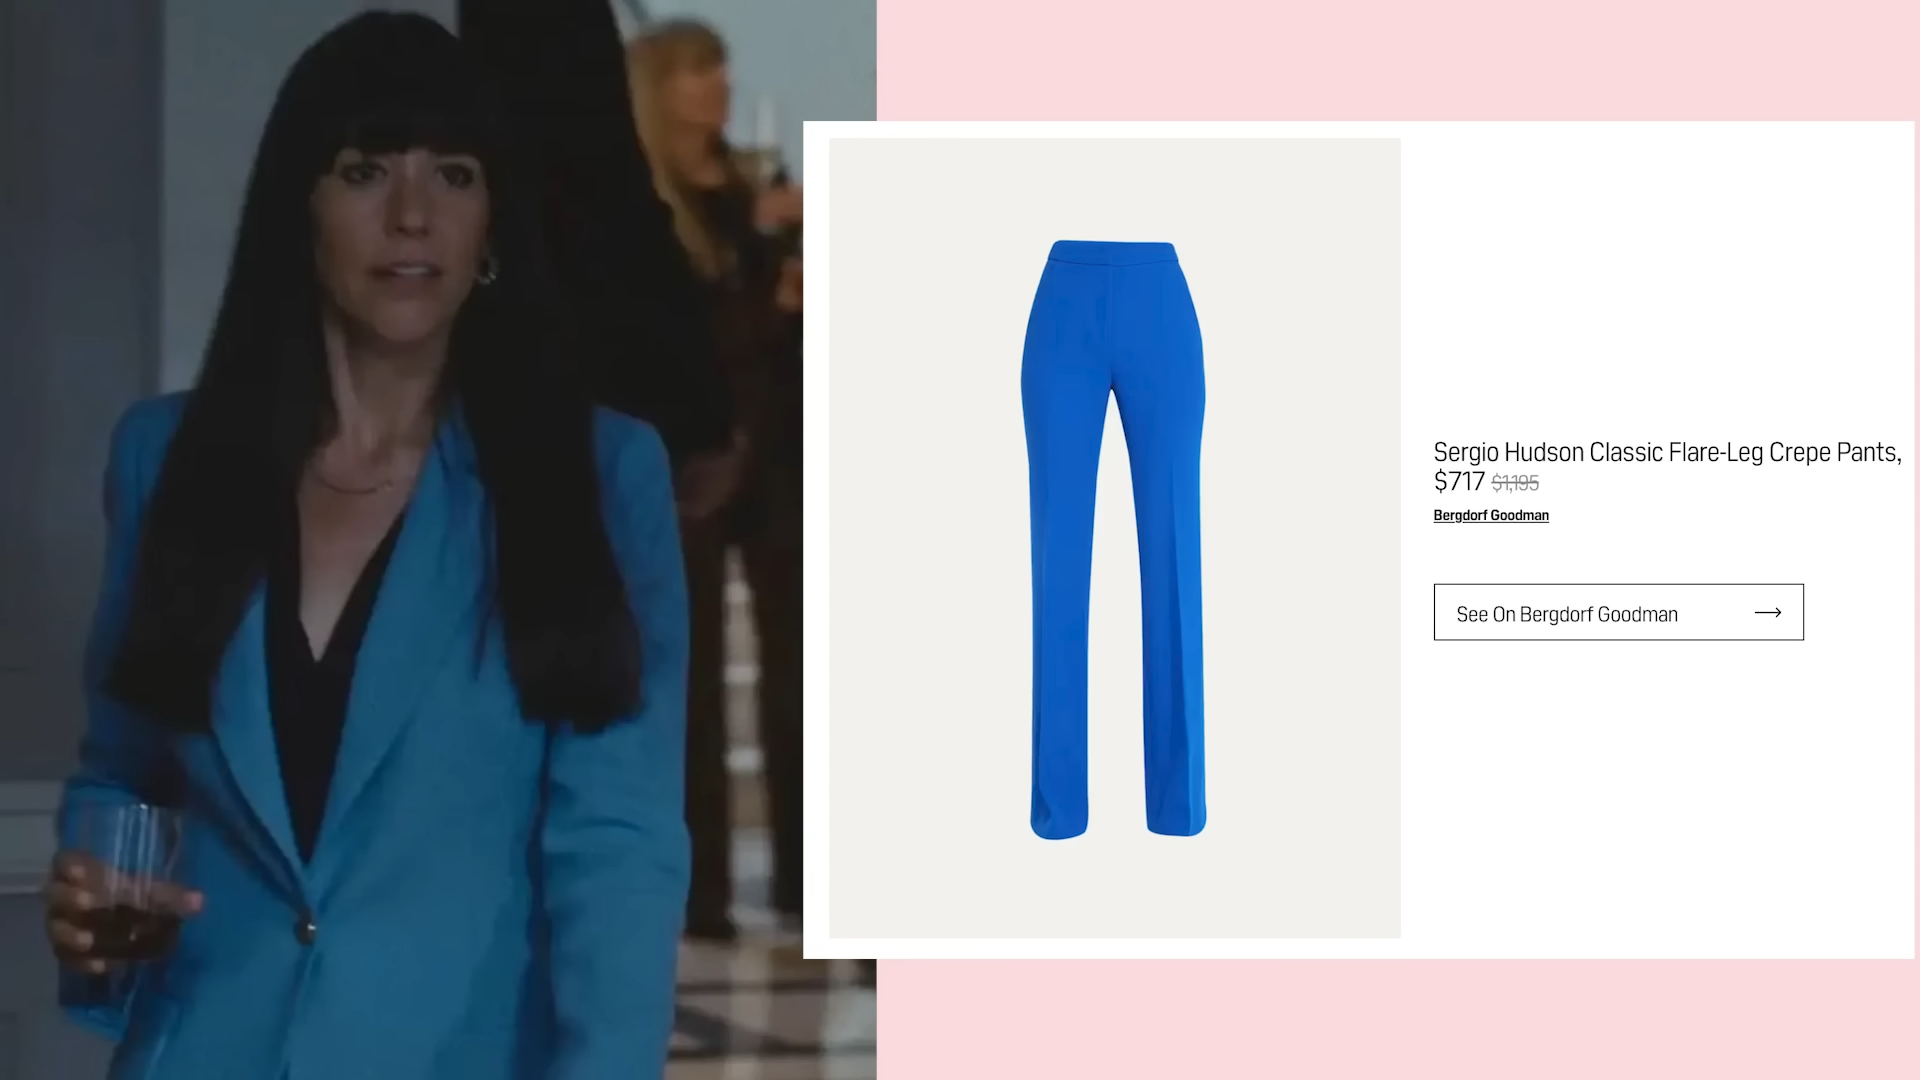 Sergio Hudson Classic Flare-Leg Crepe Pants,
$717 $1,195
Bergdorf Goodman
See On Bergdorf Goodman